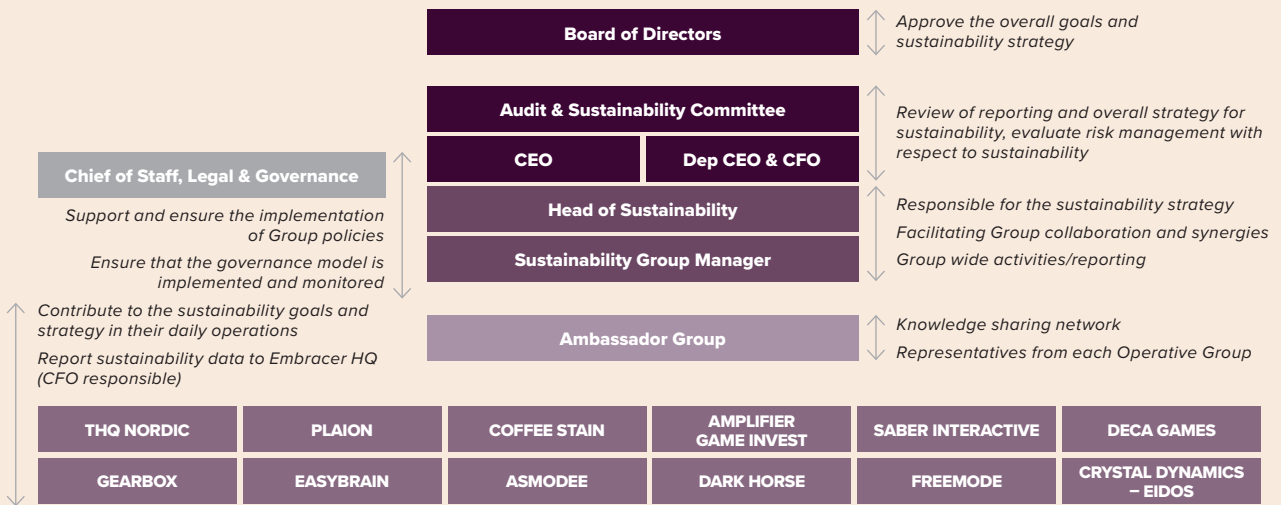 Board of Directors
Approve the overall goals and
sustainability strategy
Audit & Sustainability Committee
CEO
Dep CEO & CFO
Review of reporting and overall strategy for
sustainability, evaluate risk management with
respect to sustainability
Chief of Staff, Legal & Governance
Support and ensure the implementation
of Group policies
Ensure that the governance model is
implemented and monitored
Head of Sustainability
Sustainability Group Manager
Responsible for the sustainability strategy
Facilitating Group collaboration and synergies
Group wide activities/reporting
Contribute to the sustainability goals and
strategy in their daily operations
Report sustainability data to Embracer HQ
(CFO responsible)
Ambassador Group
Knowledge sharing network
Representatives from each Operative Group
THQ NORDIC
PLAION
COFFEE STAIN
AMPLIFIER
GAME INVEST
SABER INTERACTIVE
DECA GAMES
GEARBOX
EASYBRAIN
ASMODEE
DARK HORSE
FREEMODE
CRYSTAL DYNAMICS
– EIDOS